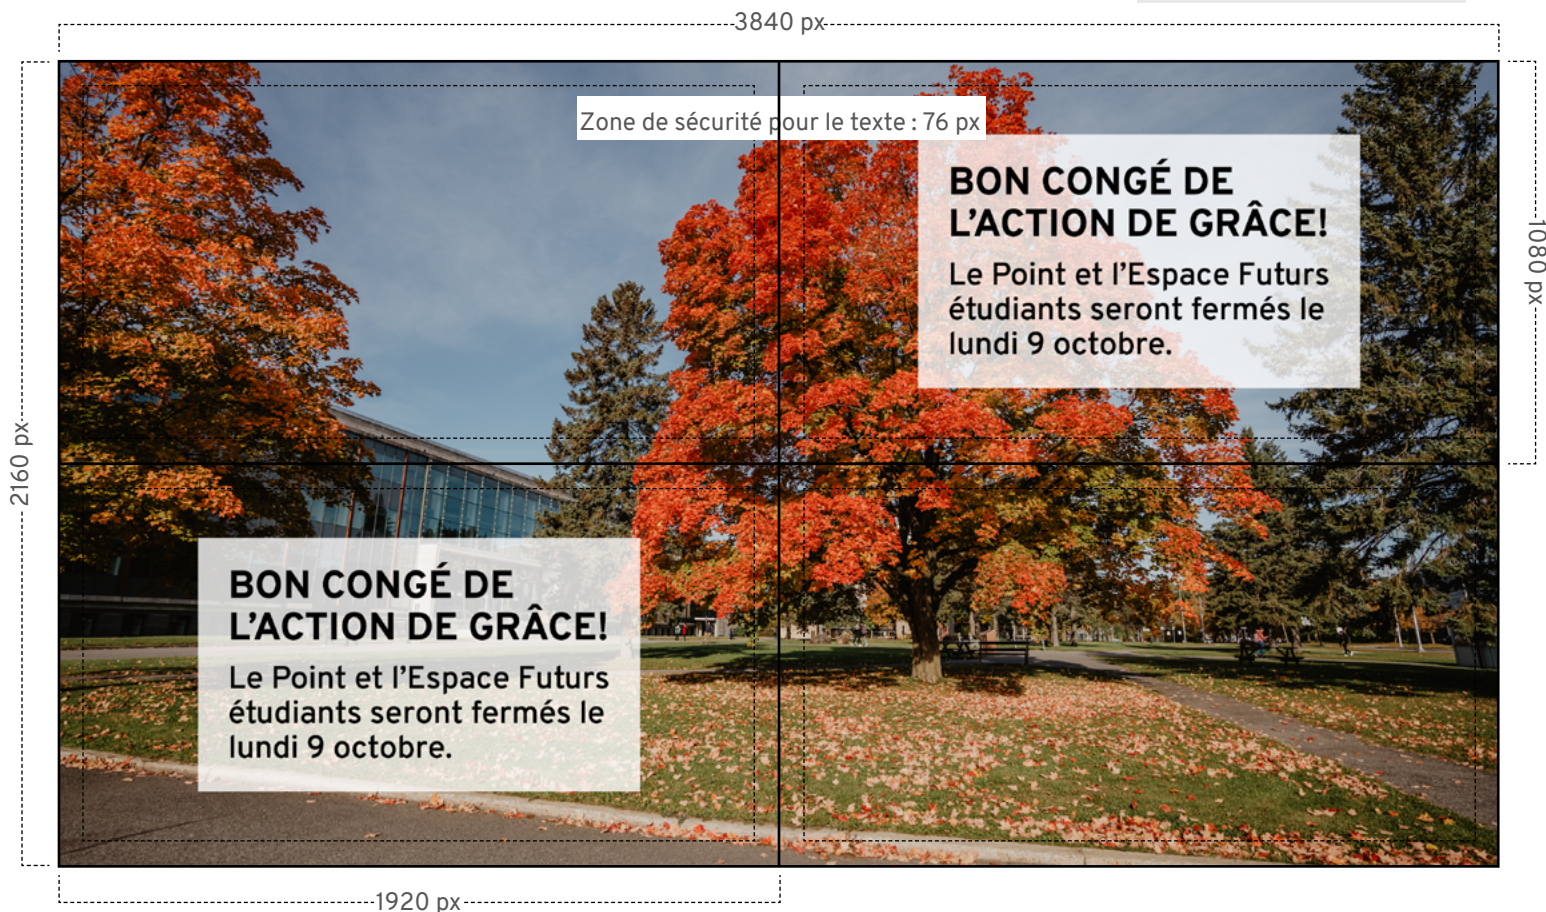 3840 px
Zone de sécurité pour le texte : 76 px
BON CONGÉ DE
L’ACTION DE GRÂCE!
Le Point et l’Espace Futurs
étudiants seront fermés le
lundi 9 octobre.
1080 px
2160 px
BON CONGÉ DE
L’ACTION DE GRÂCE!
Le Point et l’Espace Futurs
étudiants seront fermés le
lundi 9 octobre.
1920 px